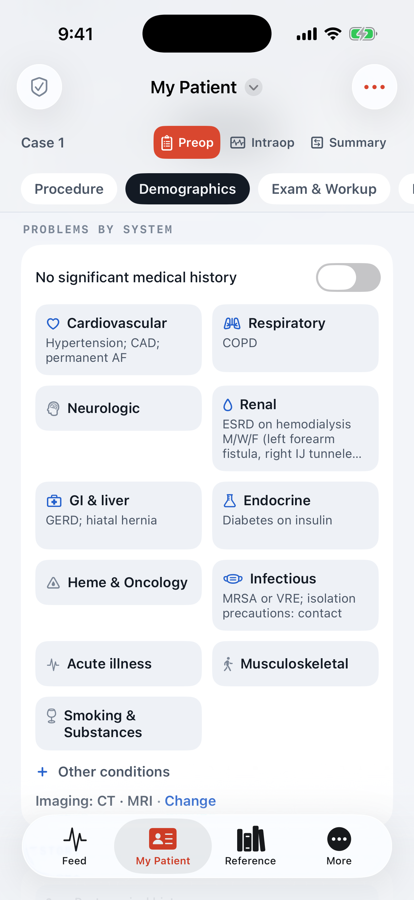 9:41
My Patient
Case 1
Preop
Intraop
Summary
Procedure
Demographics
Exam & Workup
PROBLEMS BY SYSTEM
No significant medical history
Cardiovascular
Hypertension; CAD;
permanent AF
Respiratory
COPD
Neurologic
Renal
ESRD on hemodialysis
M/W/F (left forearm
fistula, right IJ tunnele...
GI & liver
GERD; hiatal hernia
Endocrine
Diabetes on insulin
Heme & Oncology
Infectious
MRSA or VRE; isolation
precautions: contact
Acute illness
Musculoskeletal
Smoking &
Substances
+ Other conditions
Imaging: CT · MRI · Change
Feed
My Patient
Reference
More